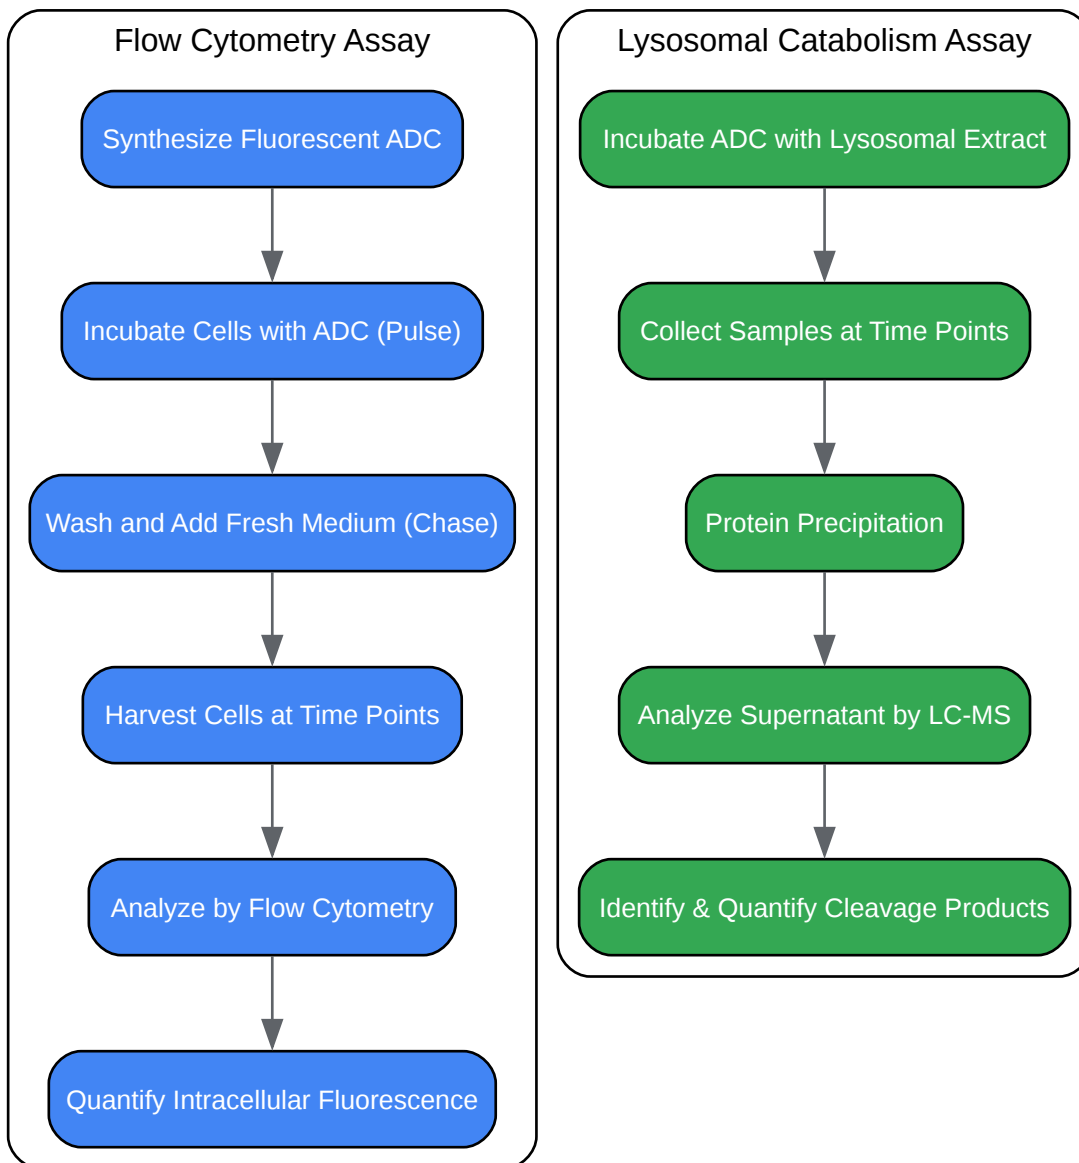 Flow Cytometry Assay
Synthesize Fluorescent ADC
Incubate Cells with ADC (Pulse)
Wash and Add Fresh Medium (Chase)
Harvest Cells at Time Points
Analyze by Flow Cytometry
Quantify Intracellular Fluorescence
Lysosomal Catabolism Assay
Incubate ADC with Lysosomal Extract
Collect Samples at Time Points
Protein Precipitation
Analyze Supernatant by LC-MS
Identify & Quantify Cleavage Products